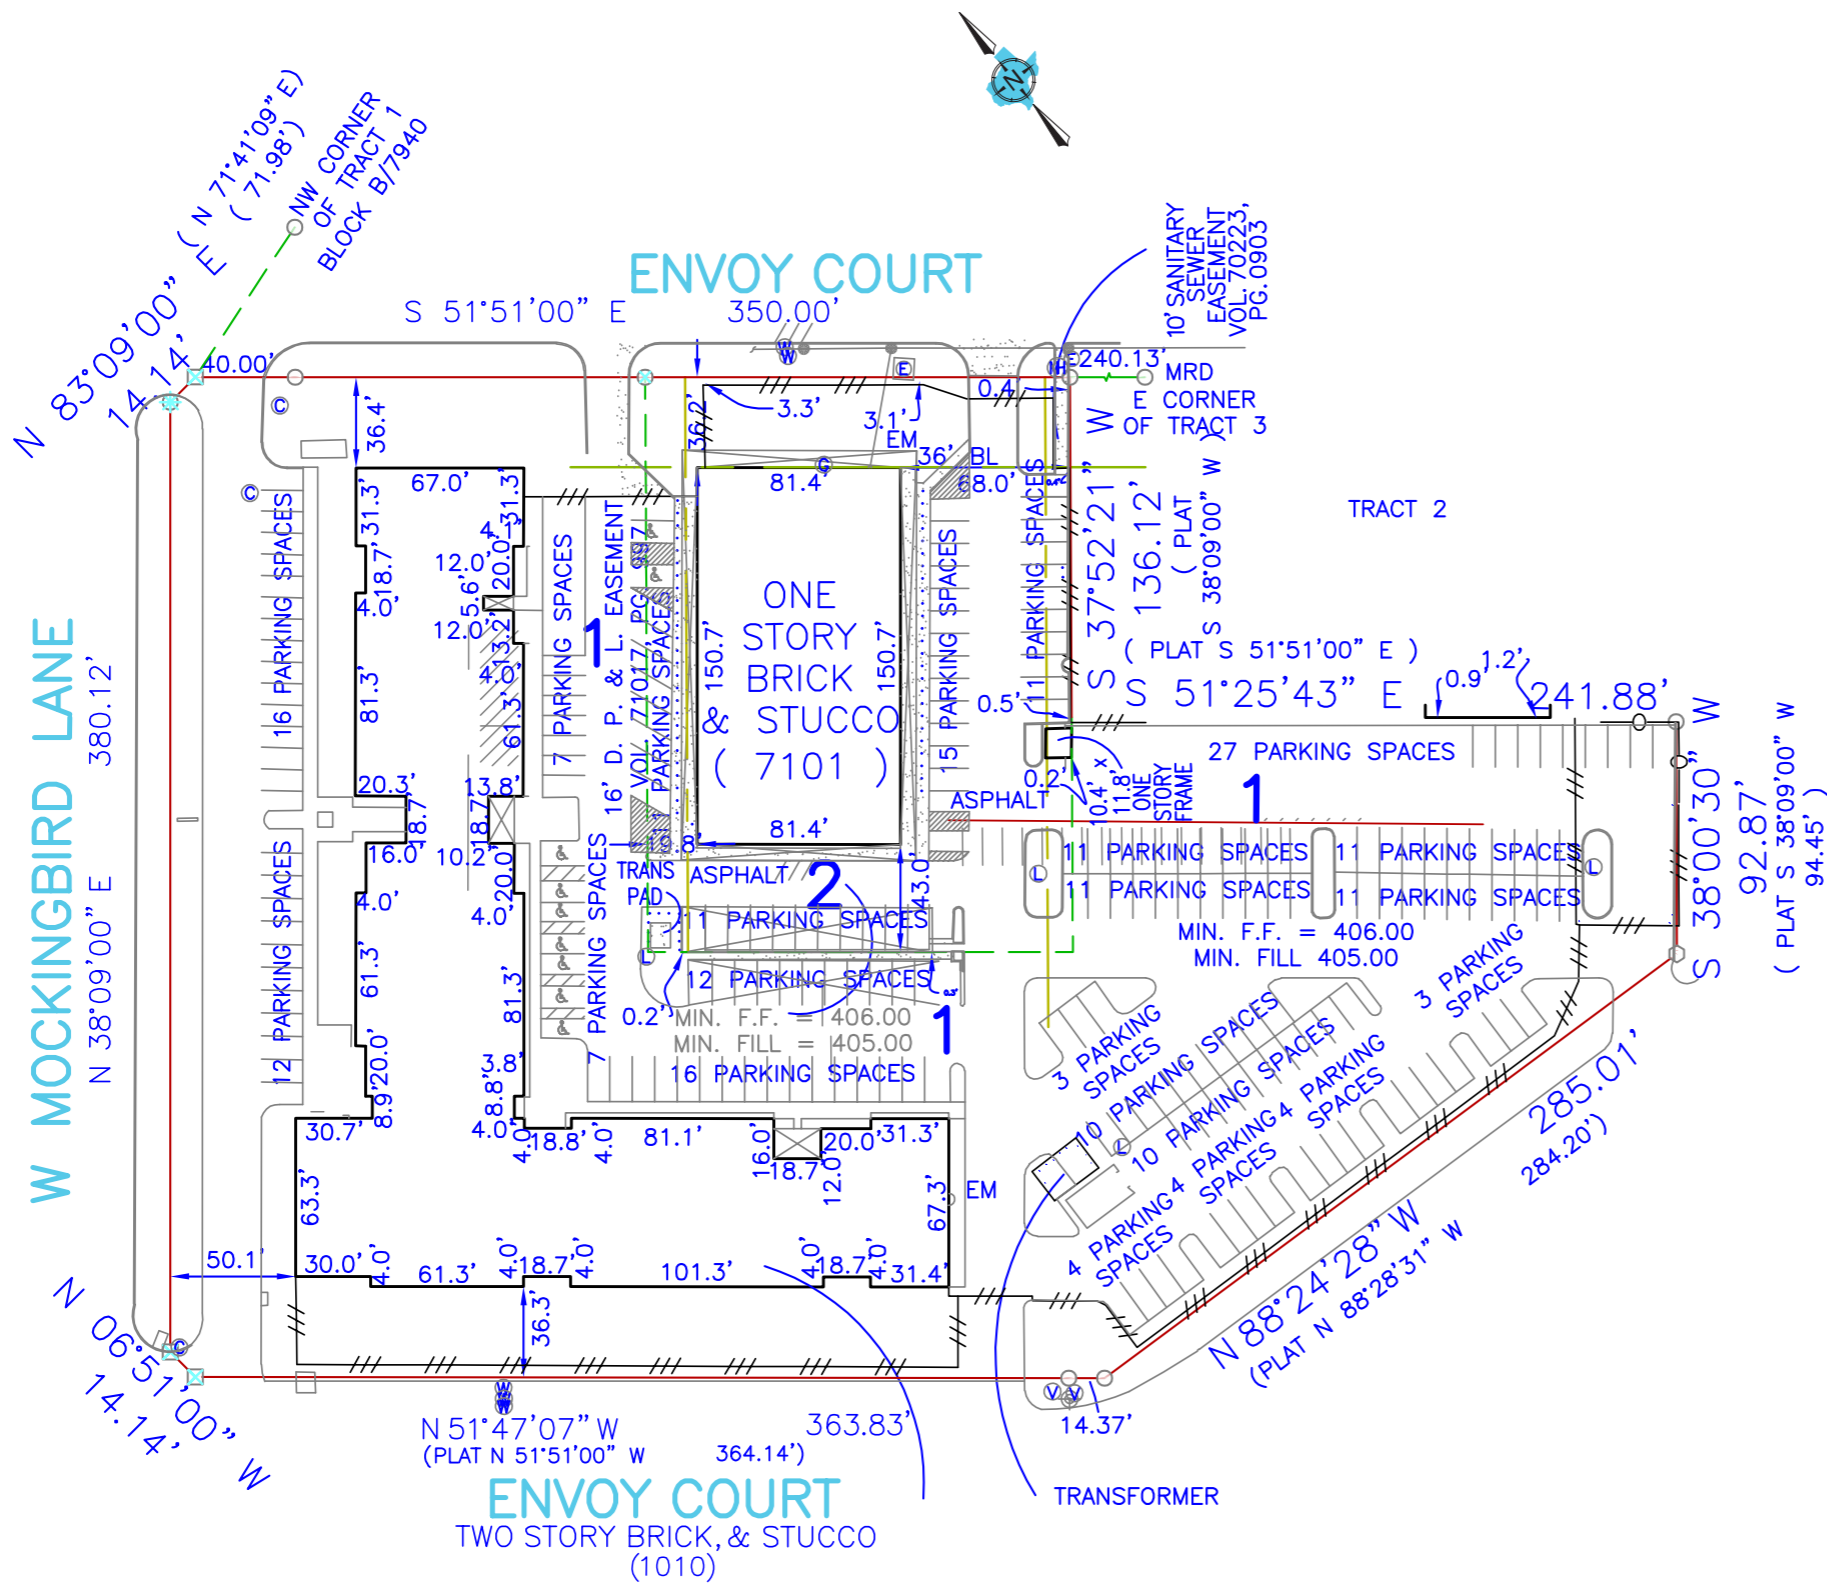 N
( N 71°41'09" E)
( 71.98')
NW CORNER
OF TRACT 1
BLOCK B/7940
N 83°09'00" E
14.14'
ENVOY COURT
S 51°51'00" E
350.00'
10' SANITARY
SEWER
EASEMENT
VOL. 70223,
PG.0903
40.00'
W
W
E
MH
E
240.13'
MRD
E CORNER
OF TRACT 3
C
C
36.4'
36.2'
3.3'
3.1'
EM
0.4'
36' BL
G
67.0'
81.4'
68.0'
31.3'
31.3'
4.1'
18.7'
12.0'
20.0'
4.0'
5.6'
12.0'
13.2'
4.0'
16 PARKING SPACES
7 PARKING SPACES
1
16' D. P. & L. EASEMENT
VOL. 71017, PG. 997
11 PARKING SPACES
ONE
STORY
BRICK
& STUCCO
( 7101 )
150.7'
150.7'
15 PARKING SPACES
11 PARKING SPACES
S 37°52'21" W
136.12'
( PLAT
S 38°09'00" W )
TRACT 2
( PLAT S 51°51'00" E )
S 51°25'43" E
241.88'
0.9'
1.2'
0.5'
27 PARKING SPACES
0.2'
10.4' x
11.8'
ONE
STORY
FRAME
1
ASPHALT
W MOCKINGBIRD LANE
N 38°09'00" E
380.12'
81.3'
61.3'
20.3'
13.8'
18.7'
18.7'
16.0'
10.2'
20.0'
4.0'
4.0'
81.4'
19.8'
TRANS
PAD
ASPHALT
2
43.0'
11 PARKING SPACES
11 PARKING SPACES
11 PARKING SPACES
11 PARKING SPACES
L
L
S 38°00'30" W
92.87'
( PLAT S 38°09'00" W
94.45')
MIN. F.F. = 406.00
MIN. FILL 405.00
11 PARKING SPACES
12 PARKING SPACES
L
0.2'
MIN. F.F. = 406.00
MIN. FILL = 405.00
1
16 PARKING SPACES
12 PARKING SPACES
7 PARKING SPACES
61.3'
81.3'
20.0'
8.9'
3.8'
8.8'
4.0'
30.7'
4.0'
18.8'
4.0'
81.1'
16.0'
18.7'
12.0'
20.0'
31.3'
63.3'
67.3'
EM
3 PARKING
SPACES
10 PARKING SPACES
10 PARKING SPACES
3 PARKING
SPACES
4 PARKING
SPACES
4 PARKING
SPACES
4 PARKING
SPACES
L
285.01'
284.20')
N 88°24'28" W
(PLAT N 88°28'31" W
50.1'
30.0'
4.0'
61.3'
4.0'
18.7'
4.0'
101.3'
4.0'
18.7'
4.0'
31.4'
36.3'
C
N 06°51'00" W
14.14'
W
W
V
V
14.37'
N 51°47'07" W
363.83'
(PLAT N 51°51'00" W
364.14')
ENVOY COURT
TWO STORY BRICK, & STUCCO
(1010)
TRANSFORMER